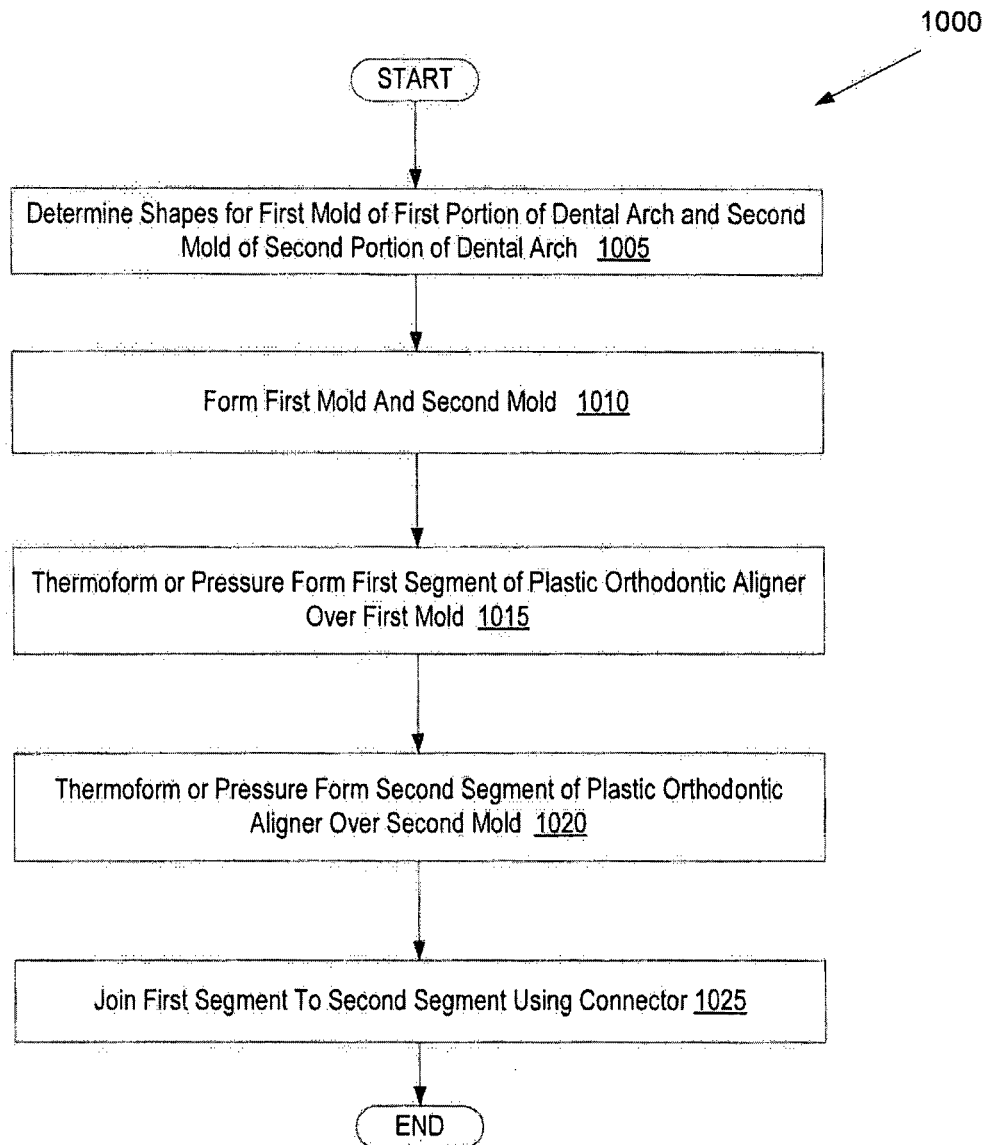 1000
START
Determine Shapes for First Mold of First Portion of Dental Arch and Second
Mold of Second Portion of Dental Arch 1005
Form First Mold And Second Mold 1010
Thermoform or Pressure Form First Segment of Plastic Orthodontic Aligner
Over First Mold 1015
Thermoform or Pressure Form Second Segment of Plastic Orthodontic
Aligner Over Second Mold 1020
Join First Segment To Second Segment Using Connector 1025
END